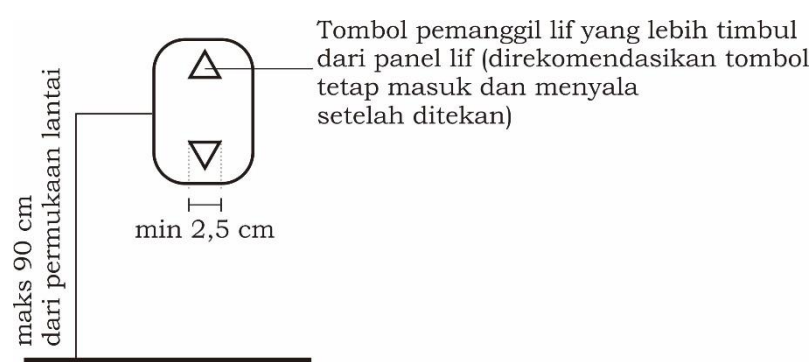 Tombol pemanggil lif yang lebih timbul
dari panel lif (direkomendasikan tombol
tetap masuk dan menyala
setelah ditekan)
min 2,5 cm
maks 90 cm
dari permukaan lantai